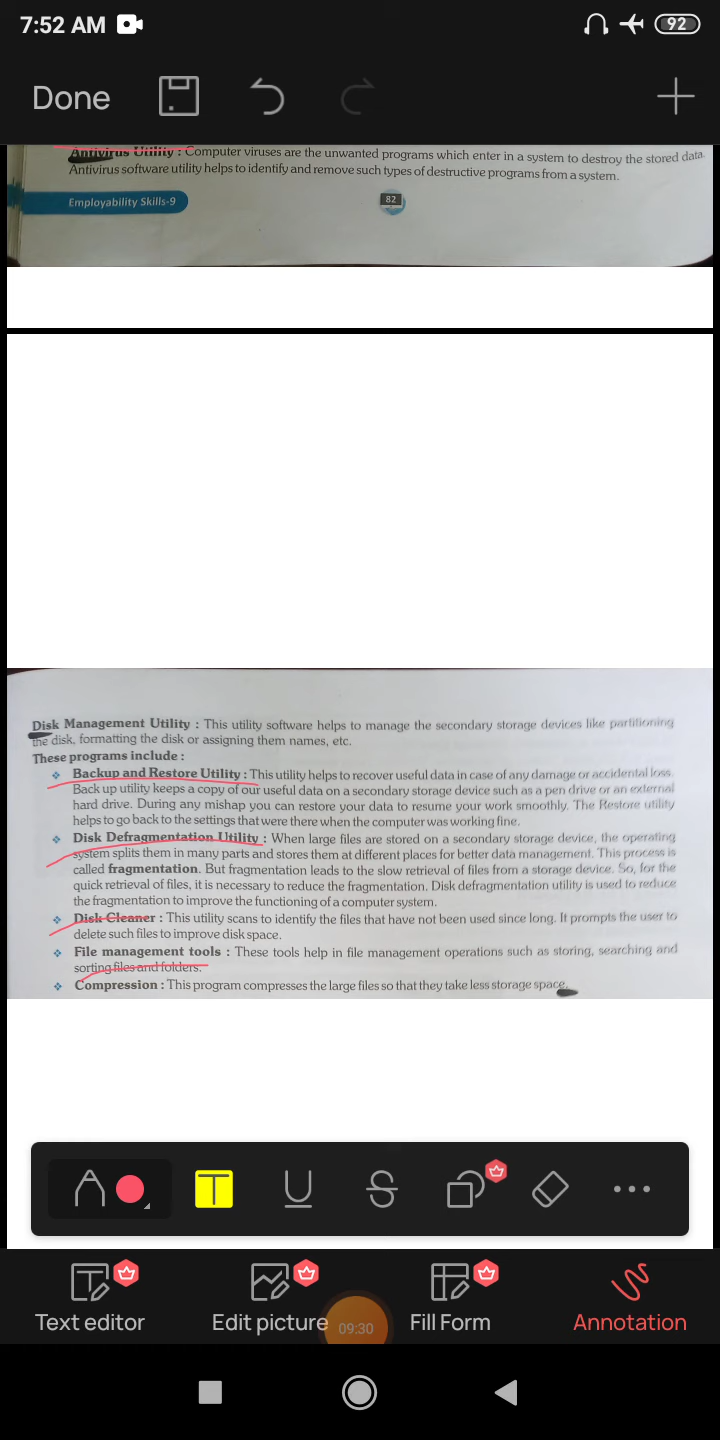 7:52 AM
92
Done
Antivirus Utility : Computer viruses are the unwanted programs which enter in a system to destroy the stored data.
Antivirus software utility helps to identify and remove such types of destructive programs from a system.
Employability Skills-9
82
Disk Management Utility : This utility software helps to manage the secondary storage devices like partitioning
the disk, formatting the disk or assigning them names, etc.
These programs include :
❖ Backup and Restore Utility : This utility helps to recover useful data in case of any damage or accidental loss.
Back up utility keeps a copy of our useful data on a secondary storage device such as a pen drive or an external
hard drive. During any mishap you can restore your data to resume your work smoothly. The Restore utility
helps to go back to the settings that were there when the computer was working fine.
❖ Disk Defragmentation Utility : When large files are stored on a secondary storage device, the operating
system splits them in many parts and stores them at different places for better data management. This process is
called fragmentation. But fragmentation leads to the slow retrieval of files from a storage device. So, for the
quick retrieval of files, it is necessary to reduce the fragmentation. Disk defragmentation utility is used to reduce
the fragmentation to improve the functioning of a computer system.
❖ Disk Cleaner : This utility scans to identify the files that have not been used since long. It prompts the user to
delete such files to improve disk space.
❖ File management tools : These tools help in file management operations such as storing, searching and
sorting files and folders.
❖ Compression : This program compresses the large files so that they take less storage space.
T
U
S
Text editor
Edit picture
09:30
Fill Form
Annotation